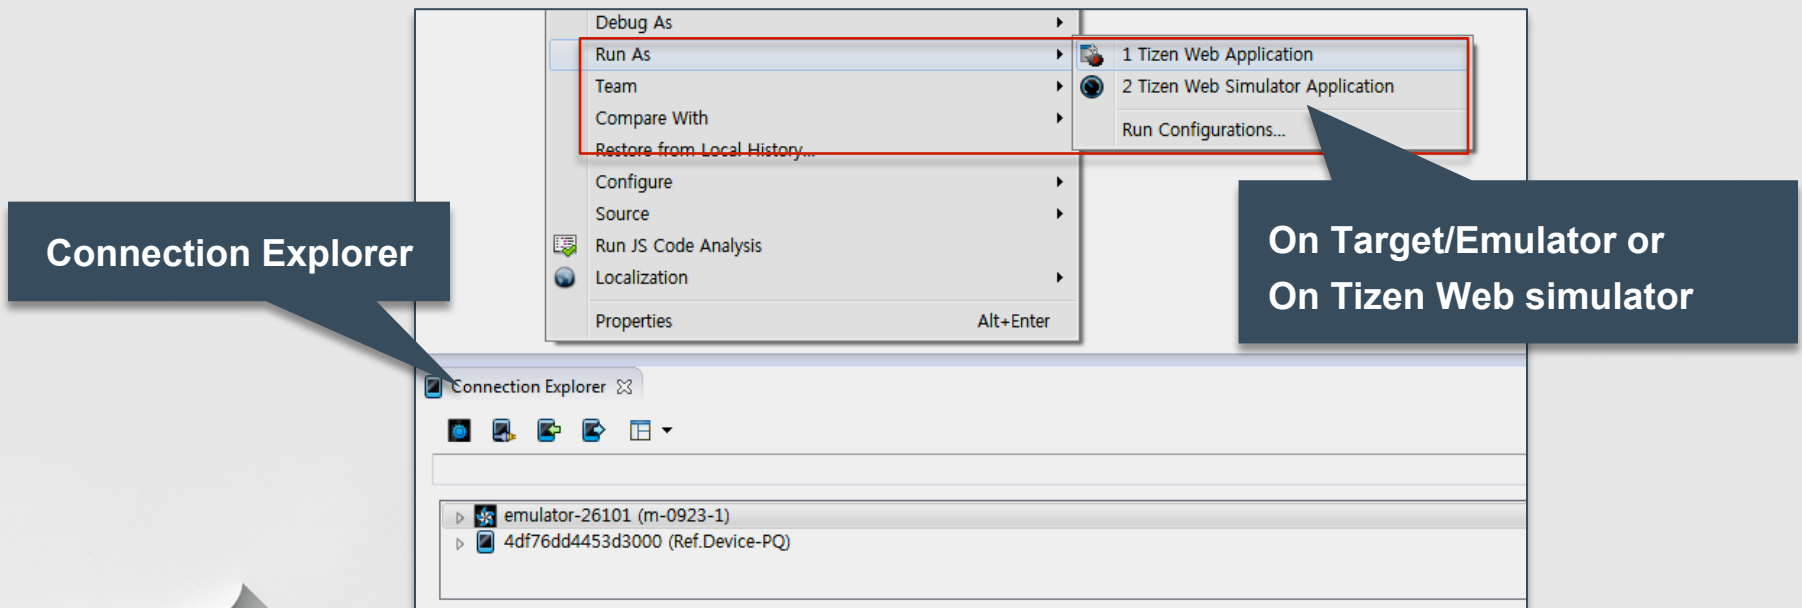 Debug As
Run As
1 Tizen Web Application
Team
2 Tizen Web Simulator Application
Compare With
Run Configurations...
Restore from Local History...
Configure
Source
Run JS Code Analysis
Localization
Properties Alt+Enter
Connection Explorer
On Target/Emulator or
On Tizen Web simulator
Connection Explorer
emulator-26101 (m-0923-1)
4df76dd4453d3000 (Ref.Device-PQ)